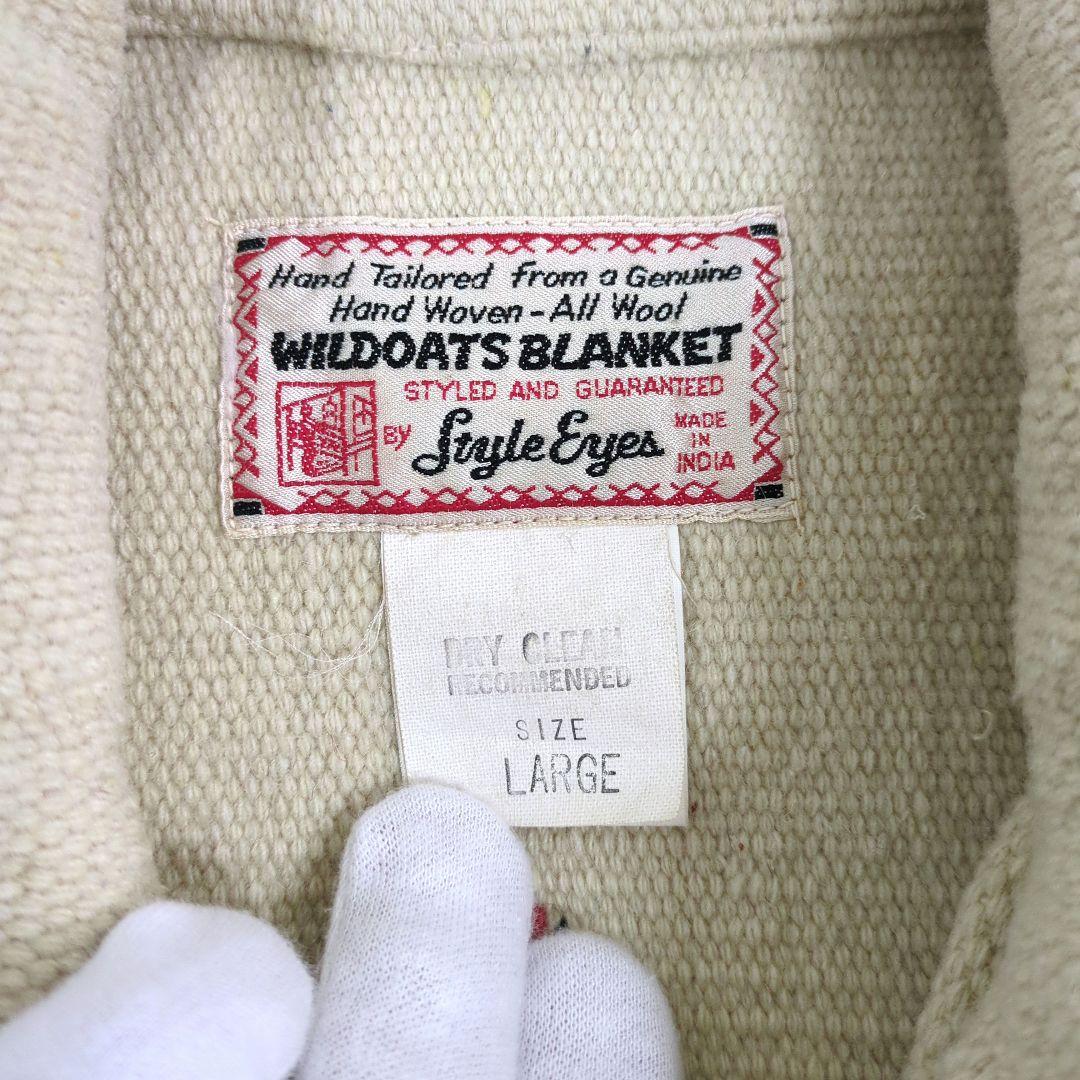 Hand Tailored from a Genuine
Hand Woven - All Wool
WILDOATS BLANKET
STYLED AND GUARANTEED
BY Style Eyes MADE IN INDIA
DRY CLEAN
RECOMMENDED
SIZE
LARGE